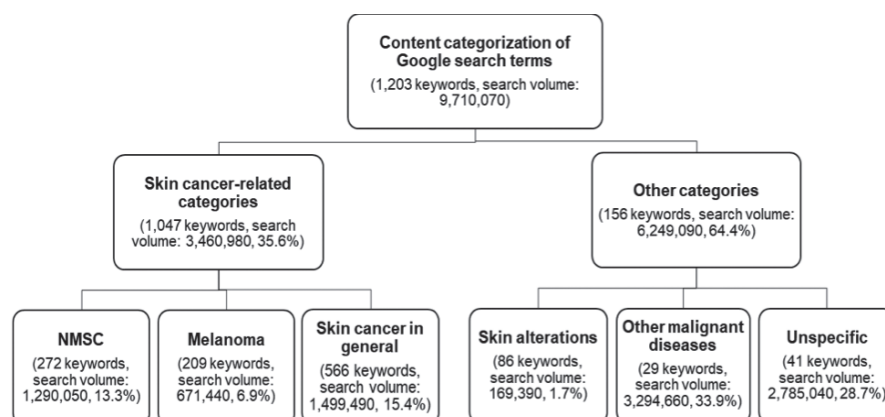 Content categorization of
Google search terms
(1,203 keywords, search volume:
9,710,070)
Skin cancer-related
categories
(1,047 keywords, search
volume: 3,460,980, 35.6%)
Other categories
(156 keywords, search volume:
6,249,090, 64.4%)
NMSC
(272 keywords,
search volume:
1,290,050, 13.3%)
Melanoma
(209 keywords,
search volume:
671,440, 6.9%)
Skin cancer in
general
(566 keywords,
search volume:
1,499,490, 15.4%)
Skin alterations
(86 keywords,
search volume:
169,390, 1.7%)
Other malignant
diseases
(29 keywords,
search volume:
3,294,660, 33.9%)
Unspecific
(41 keywords,
search volume:
2,785,040, 28.7%)